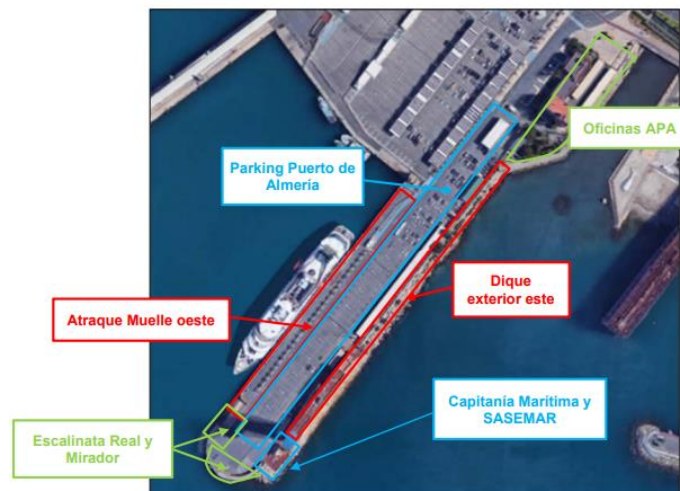 Oficinas APA
Parking Puerto de
Almería
Dique
exterior este
Atraque Muelle oeste
Capitanía Marítima y
SASEMAR
Escalinata Real y
Mirador